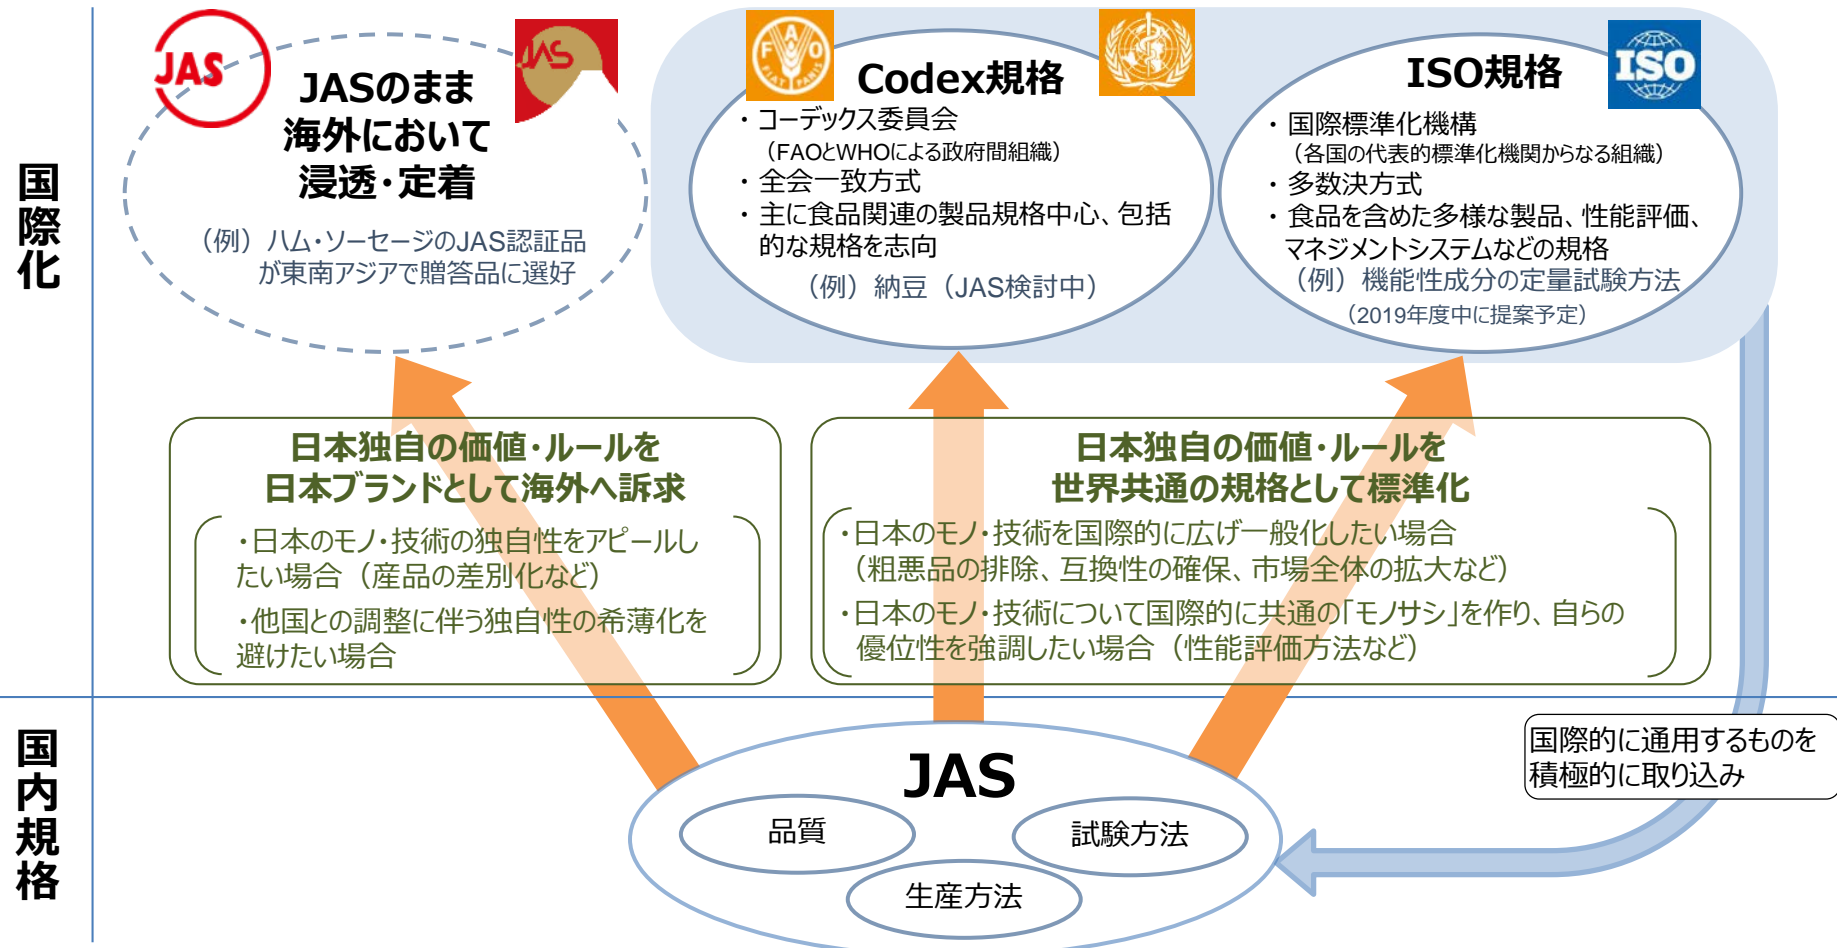 国際化
JAS
JAS
JASのまま
海外において
浸透・定着
（例）ハム・ソーセージのJAS認証品
が東南アジアで贈答品に選好
FAO
FIAT PANIS
Codex規格
・コーデックス委員会
（FAOとWHOによる政府間組織）
・全会一致方式
・主に食品関連の製品規格中心、包括
的な規格を志向
（例）納豆（JAS検討中）
ISO
ISO規格
・国際標準化機構
（各国の代表的標準化機関からなる組織）
・多数決方式
・食品を含めた多様な製品、性能評価、
マネジメントシステムなどの規格
（例）機能性成分の定量試験方法
（2019年度中に提案予定）
日本独自の価値・ルールを
日本ブランドとして海外へ訴求
・日本のモノ・技術の独自性をアピールし
たい場合（産品の差別化など）
・他国との調整に伴う独自性の希薄化を
避けたい場合
日本独自の価値・ルールを
世界共通の規格として標準化
・日本のモノ・技術を国際的に広げ一般化したい場合
（粗悪品の排除、互換性の確保、市場全体の拡大など）
・日本のモノ・技術について国際的に共通の「モノサシ」を作り、自らの
優位性を強調したい場合（性能評価方法など）
国内規格
JAS
品質
試験方法
生産方法
国際的に通用するものを
積極的に取り込み